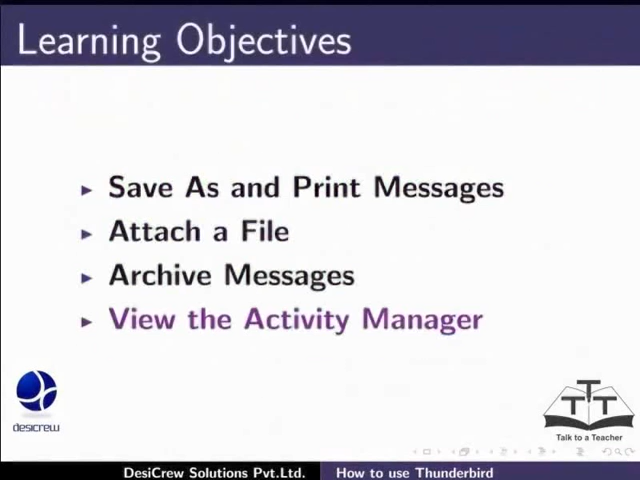 Learning Objectives
Save As and Print Messages
Attach a File
Archive Messages
View the Activity Manager
desicrew
T
T T
Talk to a Teacher
DesiCrew Solutions Pvt.Ltd. How to use Thunderbird